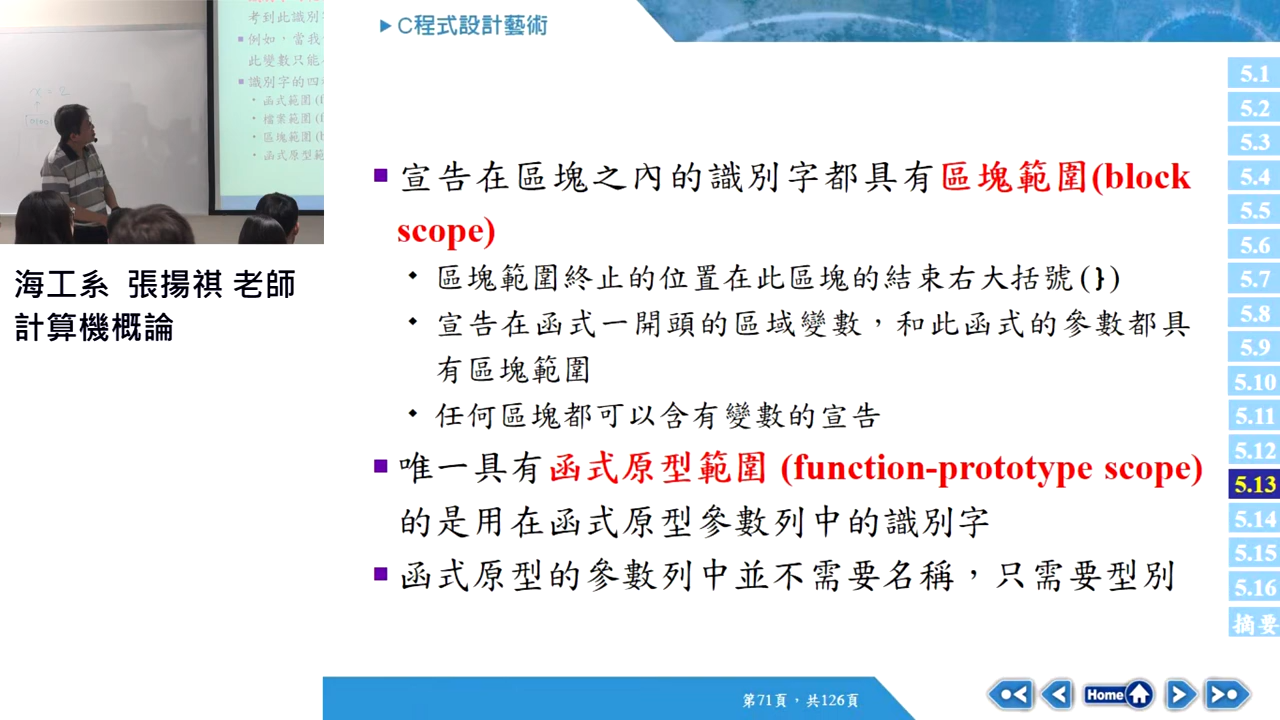 考到此識別
例如，當我
此變數只能
識別字的四
函式範圍(f
檔案範圍(f
區塊範圍(b
函式原型範
海工系 張揚祺 老師
計算機概論
C程式設計藝術
宣告在區塊之內的識別字都具有區塊範圍(block
scope)
區塊範圍終止的位置在此區塊的結束右大括號(})
宣告在函式一開頭的區域變數，和此函式的參數都具
有區塊範圍
任何區塊都可以含有變數的宣告
唯一具有函式原型範圍 (function-prototype scope)
的是用在函式原型參數列中的識別字
函式原型的參數列中並不需要名稱，只需要型別
5.1
5.2
5.3
5.4
5.5
5.6
5.7
5.8
5.9
5.10
5.11
5.12
5.13
5.14
5.15
5.16
摘要
第71頁，共126頁
Home